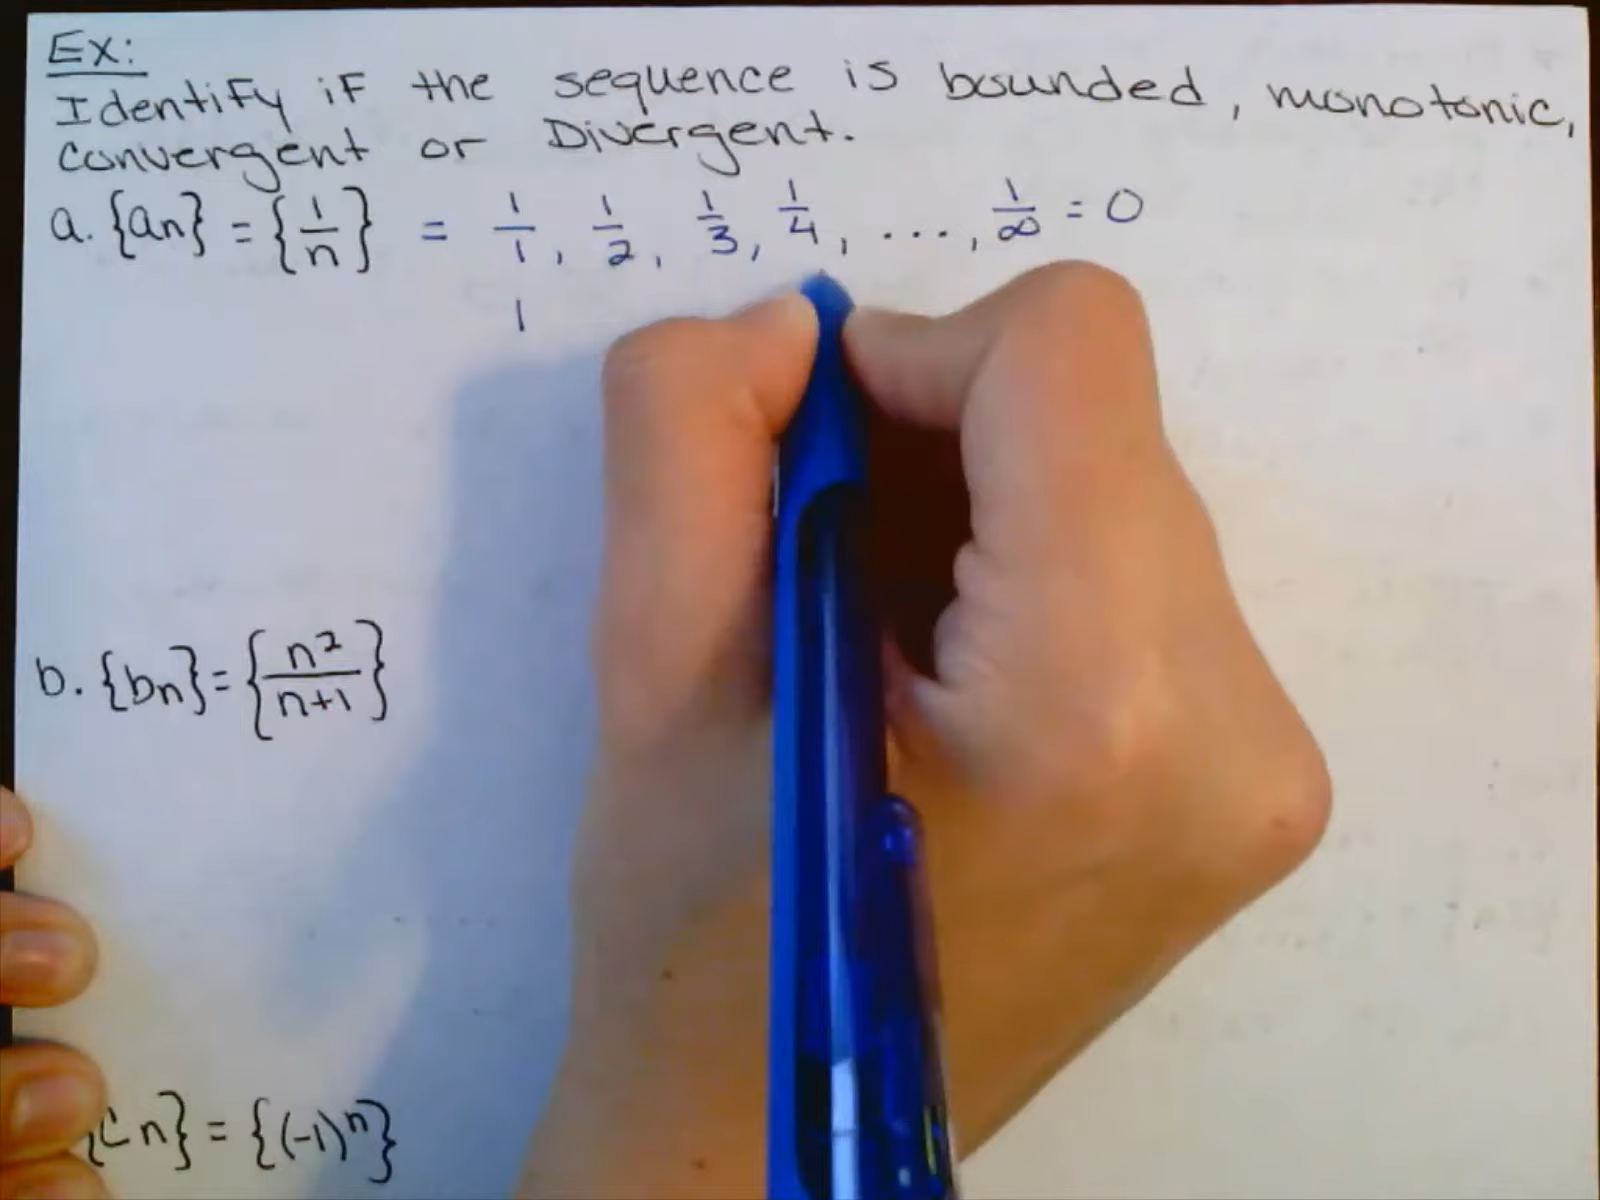 Ex:
Identify if the sequence is bounded, monotonic,
convergent or Divergent.
a. {an} = {1/n} = 1/1, 1/2, 1/3, 1/4, ..., 1/∞ = 0
1
b. {bn} = {n²/n+1}
{cn} = {(-1)ⁿ}